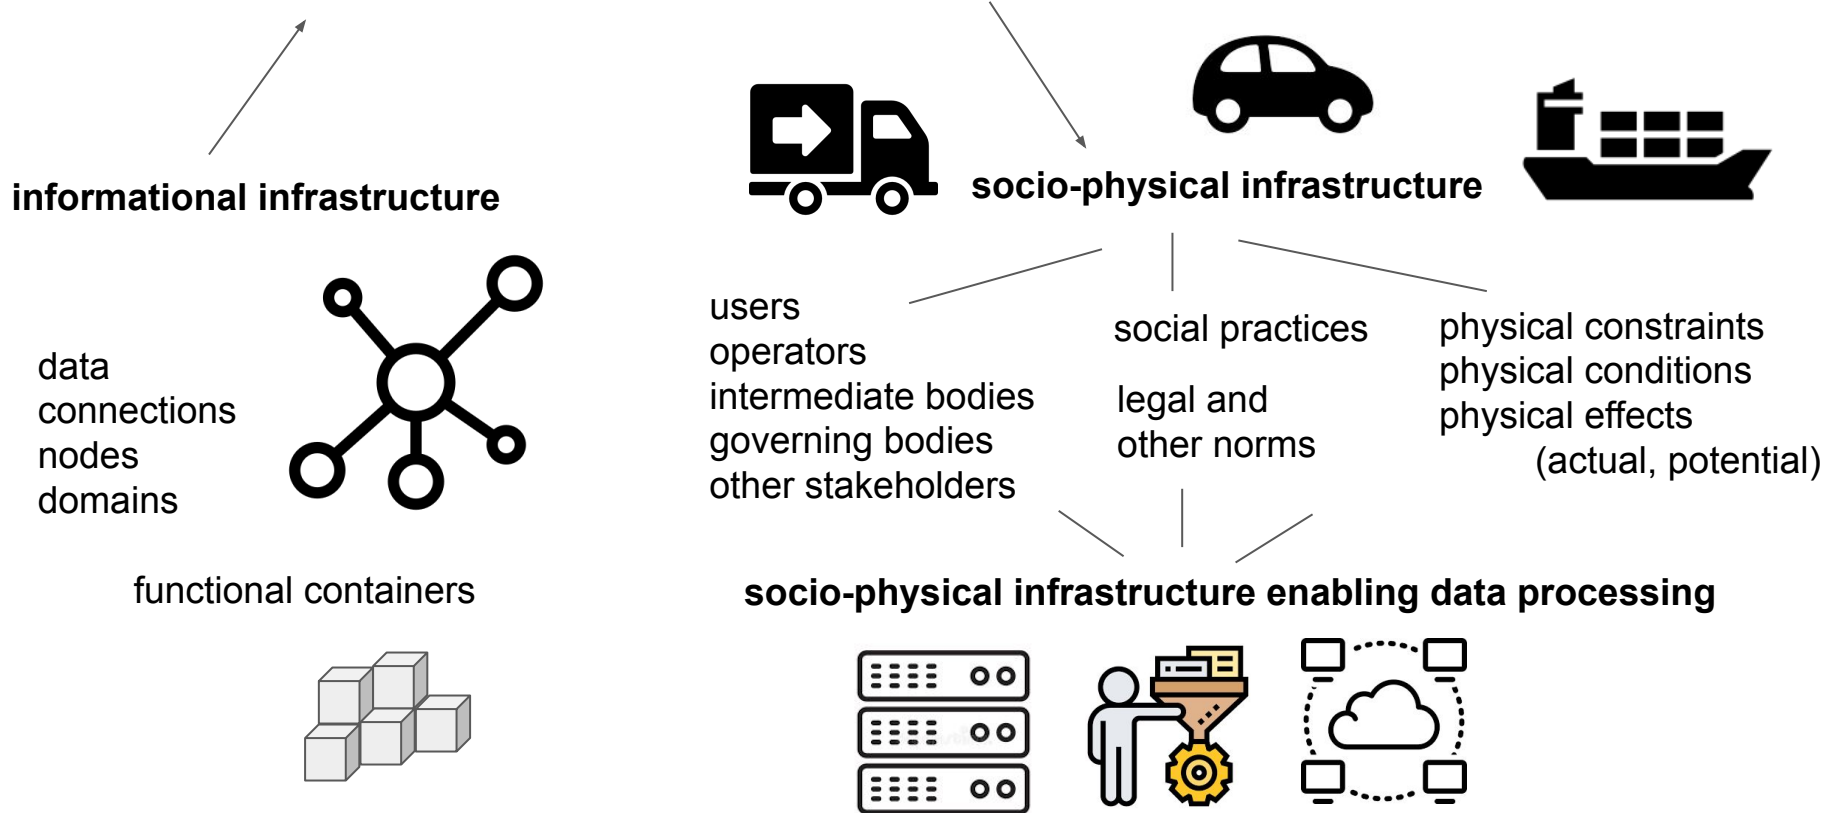 informational infrastructure
data
connections
nodes
domains
functional containers
socio-physical infrastructure
users
operators
intermediate bodies
governing bodies
other stakeholders
social practices
legal and
other norms
physical constraints
physical conditions
physical effects
(actual, potential)
socio-physical infrastructure enabling data processing